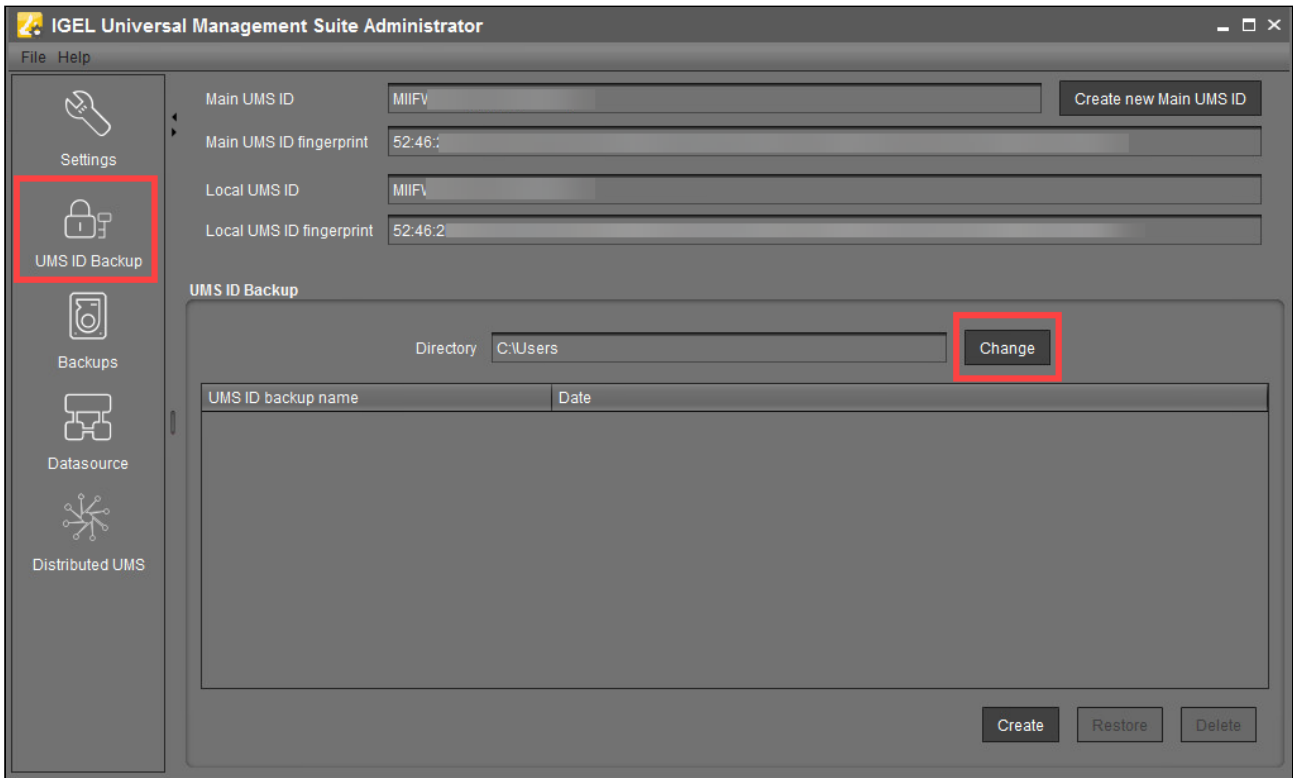 IGEL Universal Management Suite Administrator
File Help
Settings
UMS ID Backup
Backups
Datasource
Distributed UMS
Main UMS ID
Create new Main UMS ID
Main UMS ID fingerprint 52:46:
Local UMS ID
Local UMS ID fingerprint 52:46:2
UMS ID Backup
Directory C:\Users Change
UMS ID backup name Date
Create Restore Delete